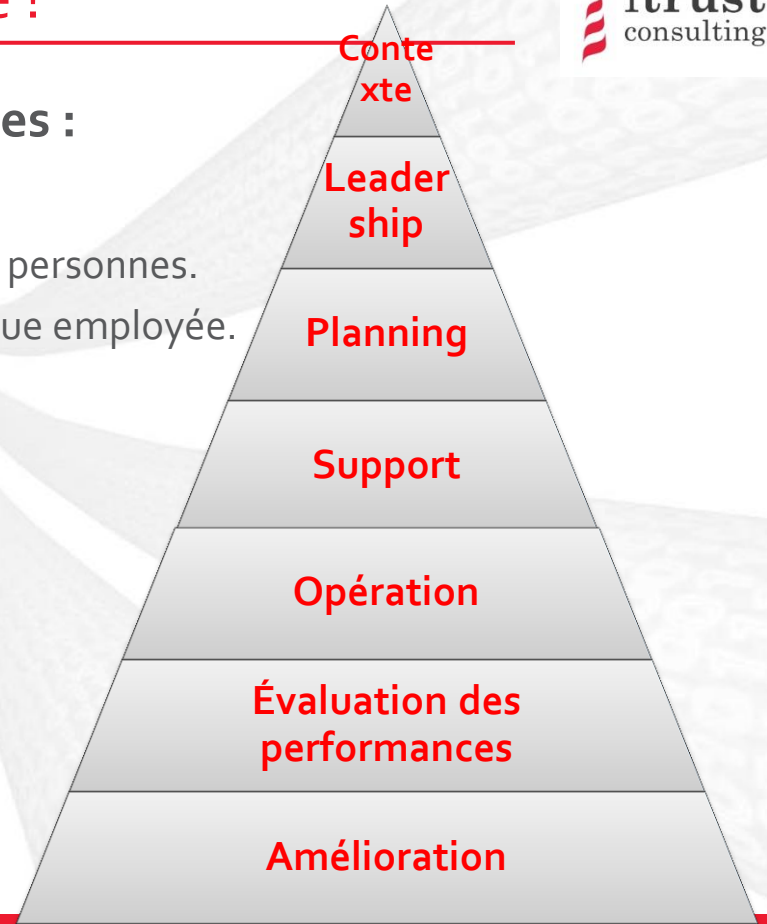 consulting
Conte
xte
es :
Leader
ship
personnes.
ue employée.
Planning
Support
Opération
Évaluation des
performances
Amélioration